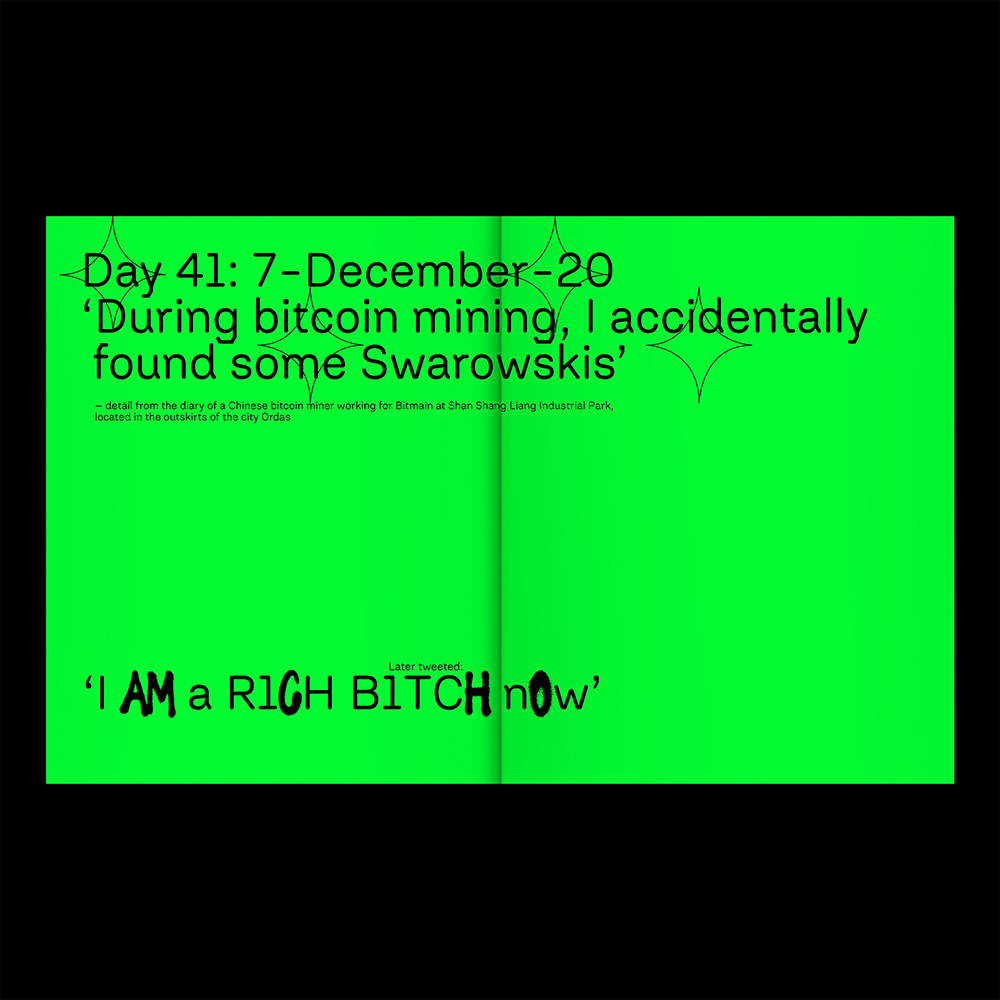 Day 41: 7-December-20
‘During bitcoin mining, I accidentally
found some Swarowskis’
– detail from the diary of a Chinese bitcoin miner working for Bitmain at Shan Shang Liang Industrial Park,
located in the outskirts of the city Ordas
Later tweeted:
‘I AM a R1CH B1TCH nOw’